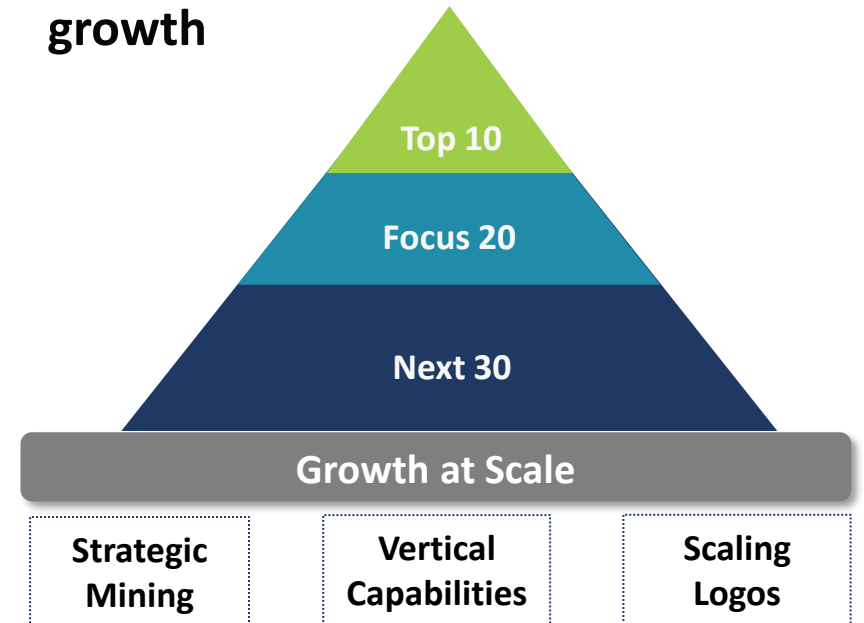 growth
Top 10
Focus 20
Next 30
Growth at Scale
Strategic
Mining
Vertical
Capabilities
Scaling
Logos